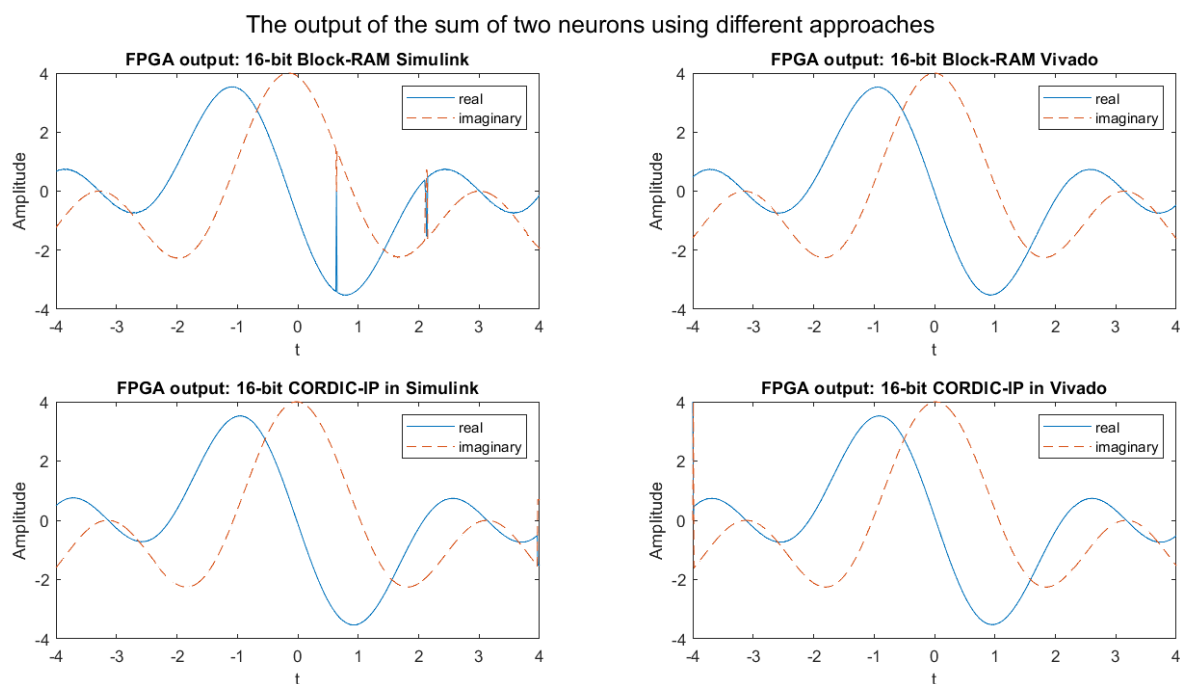 The output of the sum of two neurons using different approaches
FPGA output: 16-bit Block-RAM Simulink
4
2
0
-2
-4
Amplitude
real
imaginary
-4 -3 -2 -1 0 1 2 3 4
t
FPGA output: 16-bit Block-RAM Vivado
4
2
0
-2
-4
Amplitude
real
imaginary
-4 -3 -2 -1 0 1 2 3 4
t
FPGA output: 16-bit CORDIC-IP in Simulink
4
2
0
-2
-4
Amplitude
real
imaginary
-4 -3 -2 -1 0 1 2 3 4
t
FPGA output: 16-bit CORDIC-IP in Vivado
4
2
0
-2
-4
Amplitude
real
imaginary
-4 -3 -2 -1 0 1 2 3 4
t